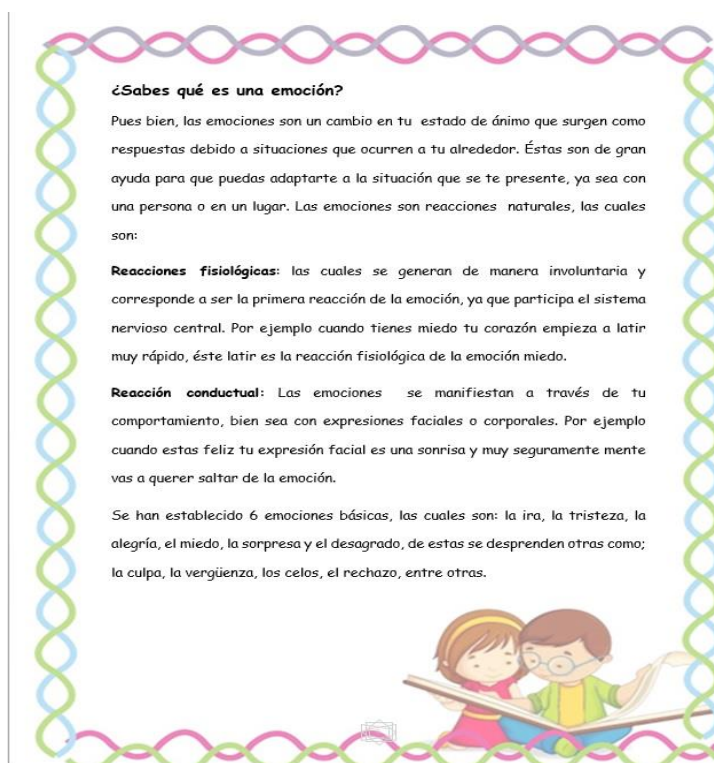 ¿Sabes qué es una emoción?
Pues bien, las emociones son un cambio en tu estado de ánimo que surgen como
respuestas debido a situaciones que ocurren a tu alrededor. Éstas son de gran
ayuda para que puedas adaptarte a la situación que se te presente, ya sea con
una persona o en un lugar. Las emociones son reacciones naturales, las cuales
son:
Reacciones fisiológicas: las cuales se generan de manera involuntaria y
corresponde a ser la primera reacción de la emoción, ya que participa el sistema
nervioso central. Por ejemplo cuando tienes miedo tu corazón empieza a latir
muy rápido, éste latir es la reacción fisiológica de la emoción miedo.
Reacción conductual: Las emociones se manifiestan a través de tu
comportamiento, bien sea con expresiones faciales o corporales. Por ejemplo
cuando estas feliz tu expresión facial es una sonrisa y muy seguramente mente
vas a querer saltar de la emoción.
Se han establecido 6 emociones básicas, las cuales son: la ira, la tristeza, la
alegría, el miedo, la sorpresa y el desagrado, de estas se desprenden otras como;
la culpa, la vergüenza, los celos, el rechazo, entre otras.